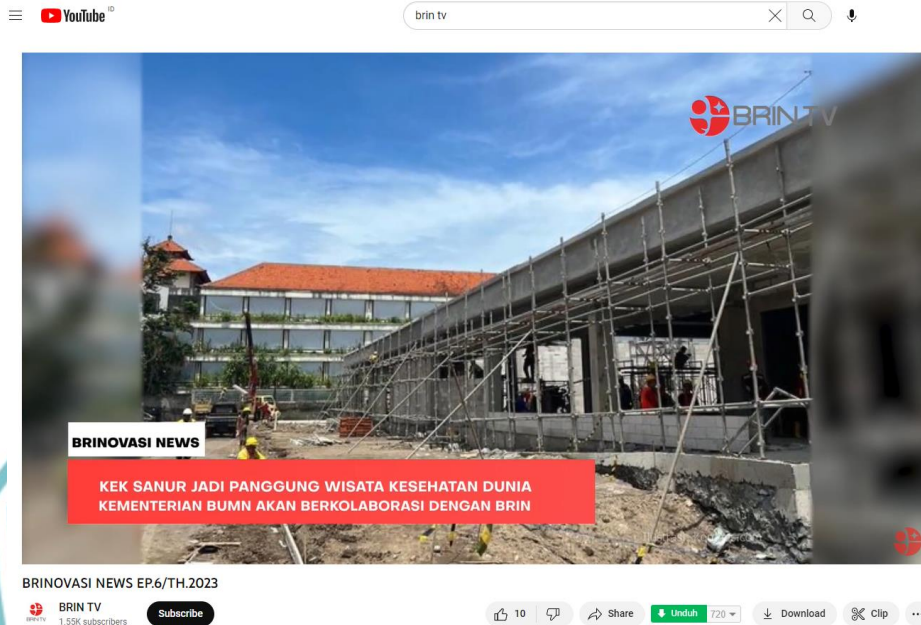 YouTube ID
brin tv
BRIN TV
BRINOVASI NEWS
KEK SANUR JADI PANGGUNG WISATA KESEHATAN DUNIA
KEMENTERIAN BUMN AKAN BERKOLABORASI DENGAN BRIN
BRINOVASI NEWS EP.6/TH.2023
BRIN TV
1.55K subscribers
Subscribe
10
Share
Unduh
720
Download
Clip